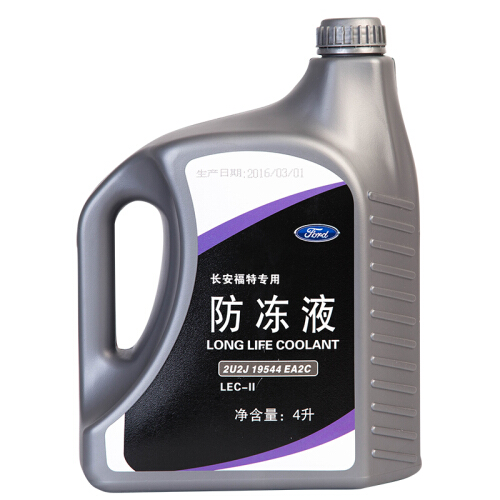 生产日期:2016/03/01
Ford
长安福特专用
防冻液
LONG LIFE COOLANT
2U2J 19544 EA2C
LEC-II
净含量：4升